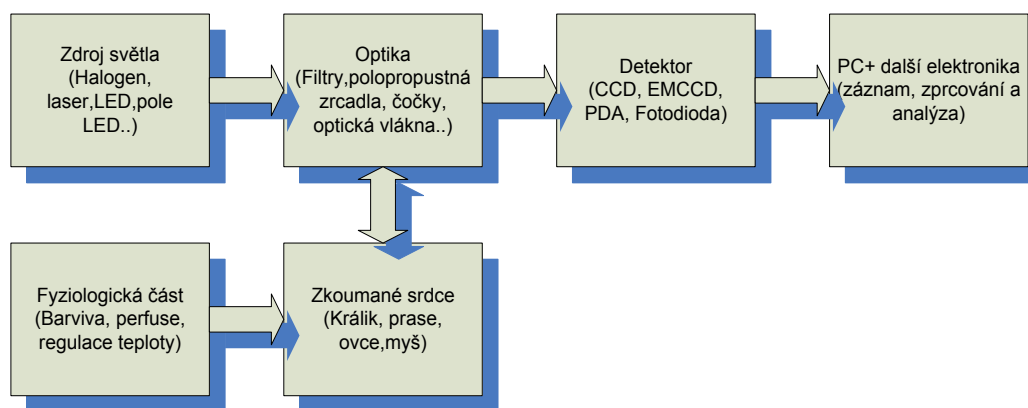 Zdroj světla
(Halogen,
laser,LED,pole
LED..)
Optika
(Filtry,polopropustná
zrcadla, čočky,
optická vlákna..)
Detektor
(CCD, EMCCD,
PDA, Fotodioda)
PC+ další elektronika
(záznam, zprcování a
analýza)
Fyziologická část
(Barviva, perfuse,
regulace teploty)
Zkoumané srdce
(Králik, prase,
ovce,myš)